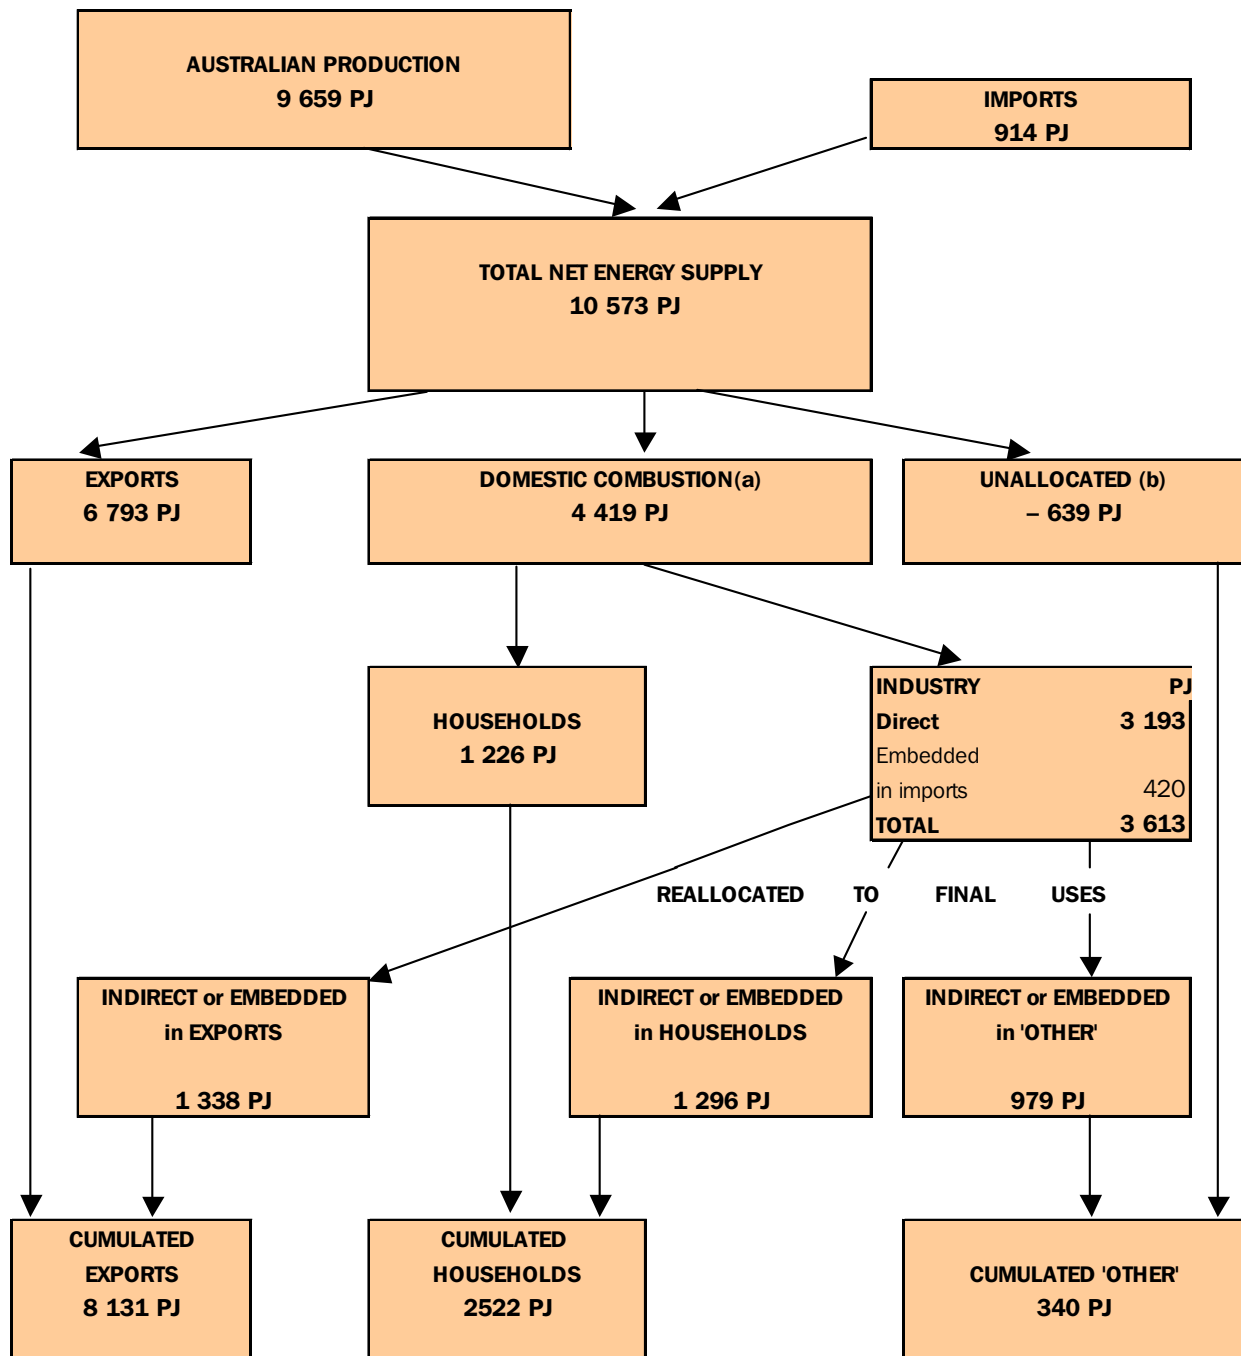 AUSTRALIAN PRODUCTION
9 659 PJ
IMPORTS
914 PJ
TOTAL NET ENERGY SUPPLY
10 573 PJ
EXPORTS
6 793 PJ
DOMESTIC COMBUSTION(a)
4 419 PJ
UNALLOCATED (b)
– 639 PJ
HOUSEHOLDS
1 226 PJ
INDUSTRY PJ
Direct 3 193
Embedded
in imports 420
TOTAL 3 613
REALLOCATED TO FINAL USES
INDIRECT or EMBEDDED
in EXPORTS
1 338 PJ
INDIRECT or EMBEDDED
in HOUSEHOLDS
1 296 PJ
INDIRECT or EMBEDDED
in 'OTHER'
979 PJ
CUMULATED
EXPORTS
8 131 PJ
CUMULATED
HOUSEHOLDS
2522 PJ
CUMULATED 'OTHER'
340 PJ